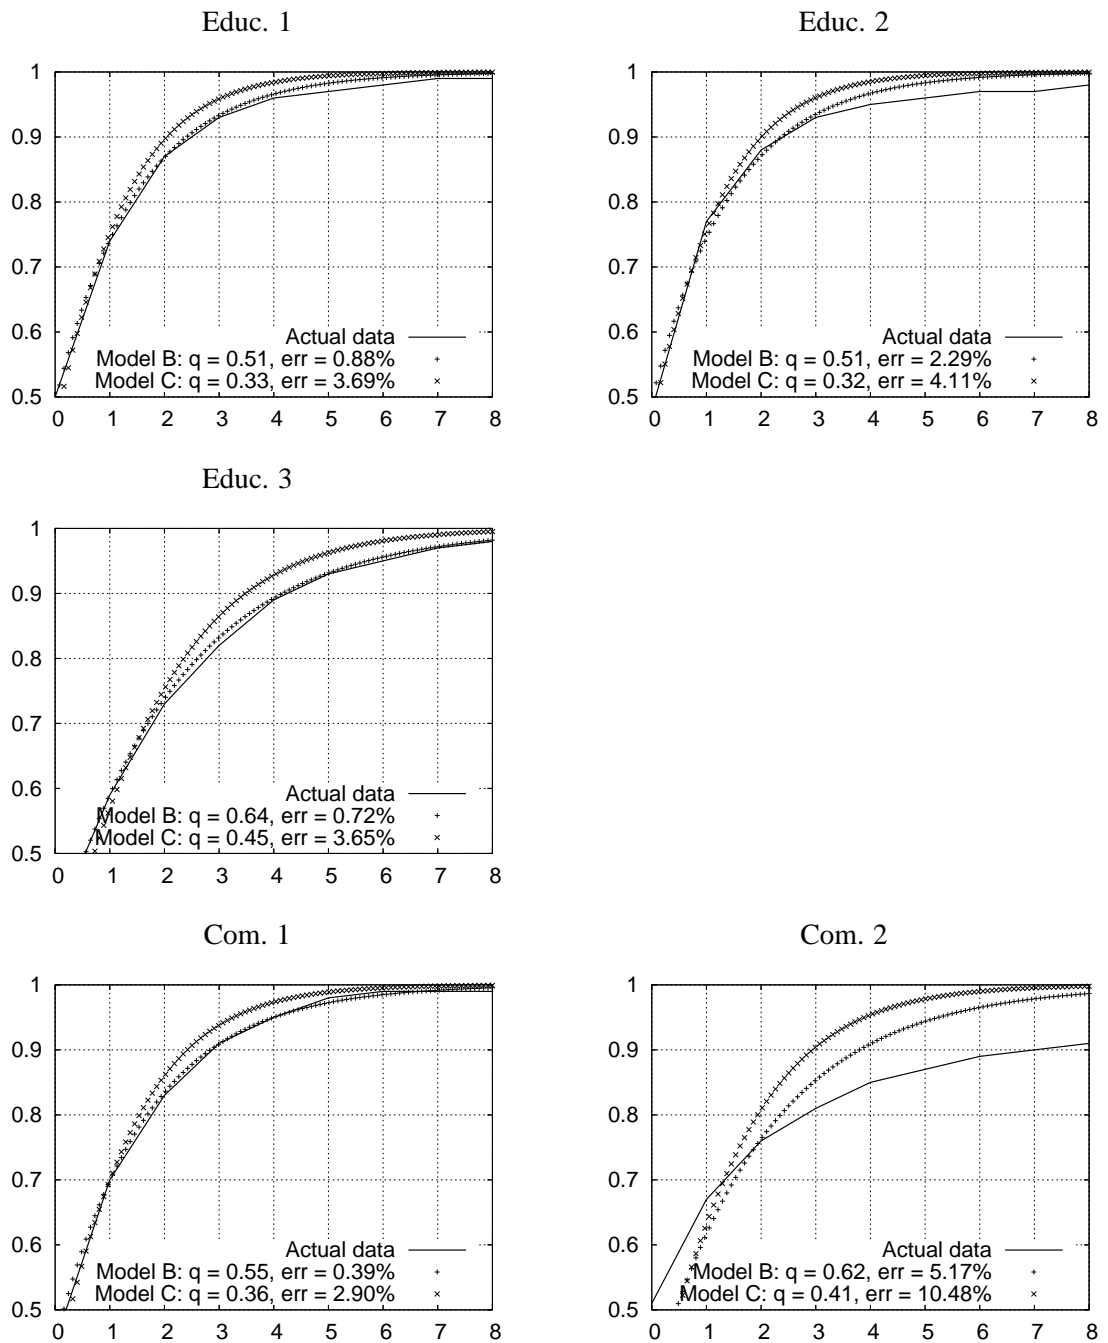 Educ. 1
1
0.9
0.8
0.7
0.6
0.5
0 1 2 3 4 5 6 7 8
Actual data
Model B: q = 0.51, err = 0.88%
Model C: q = 0.33, err = 3.69%
Educ. 2
1
0.9
0.8
0.7
0.6
0.5
0 1 2 3 4 5 6 7 8
Actual data
Model B: q = 0.51, err = 2.29%
Model C: q = 0.32, err = 4.11%
Educ. 3
1
0.9
0.8
0.7
0.6
0.5
0 1 2 3 4 5 6 7 8
Actual data
Model B: q = 0.64, err = 0.72%
Model C: q = 0.45, err = 3.65%
Com. 1
1
0.9
0.8
0.7
0.6
0.5
0 1 2 3 4 5 6 7 8
Actual data
Model B: q = 0.55, err = 0.39%
Model C: q = 0.36, err = 2.90%
Com. 2
1
0.9
0.8
0.7
0.6
0.5
0 1 2 3 4 5 6 7 8
Actual data
Model B: q = 0.62, err = 5.17%
Model C: q = 0.41, err = 10.48%